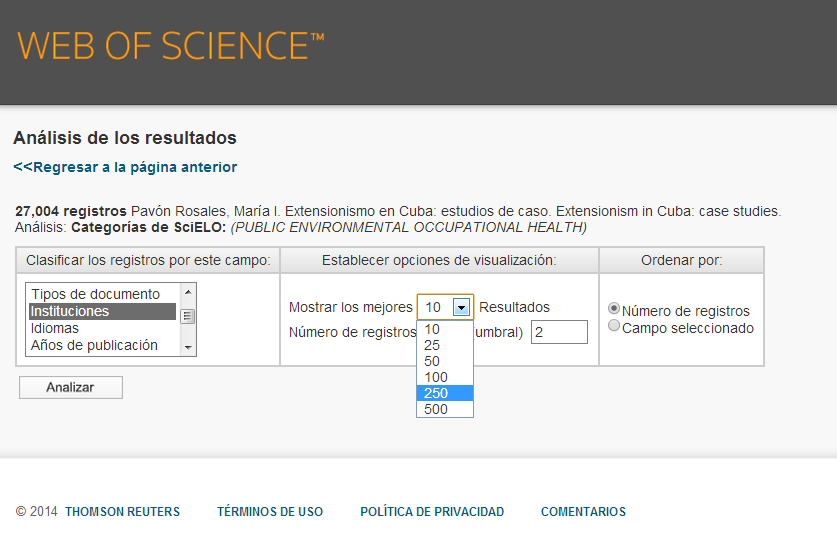 WEB OF SCIENCE™
Análisis de los resultados
<<Regresar a la página anterior
27,004 registros Pavón Rosales, María I. Extensionismo en Cuba: estudios de caso. Extensionism in Cuba: case studies.
Análisis: Categorías de SciELO: (PUBLIC ENVIRONMENTAL OCCUPATIONAL HEALTH)
Clasificar los registros por este campo:
Establecer opciones de visualización:
Ordenar por:
Tipos de documento
Instituciones
Idiomas
Años de publicación
Mostrar los mejores 10 Resultados
Número de registros umbral) 2
10
25
50
100
250
500
Número de registros
Campo seleccionado
Analizar
© 2014 THOMSON REUTERS TÉRMINOS DE USO POLÍTICA DE PRIVACIDAD COMENTARIOS